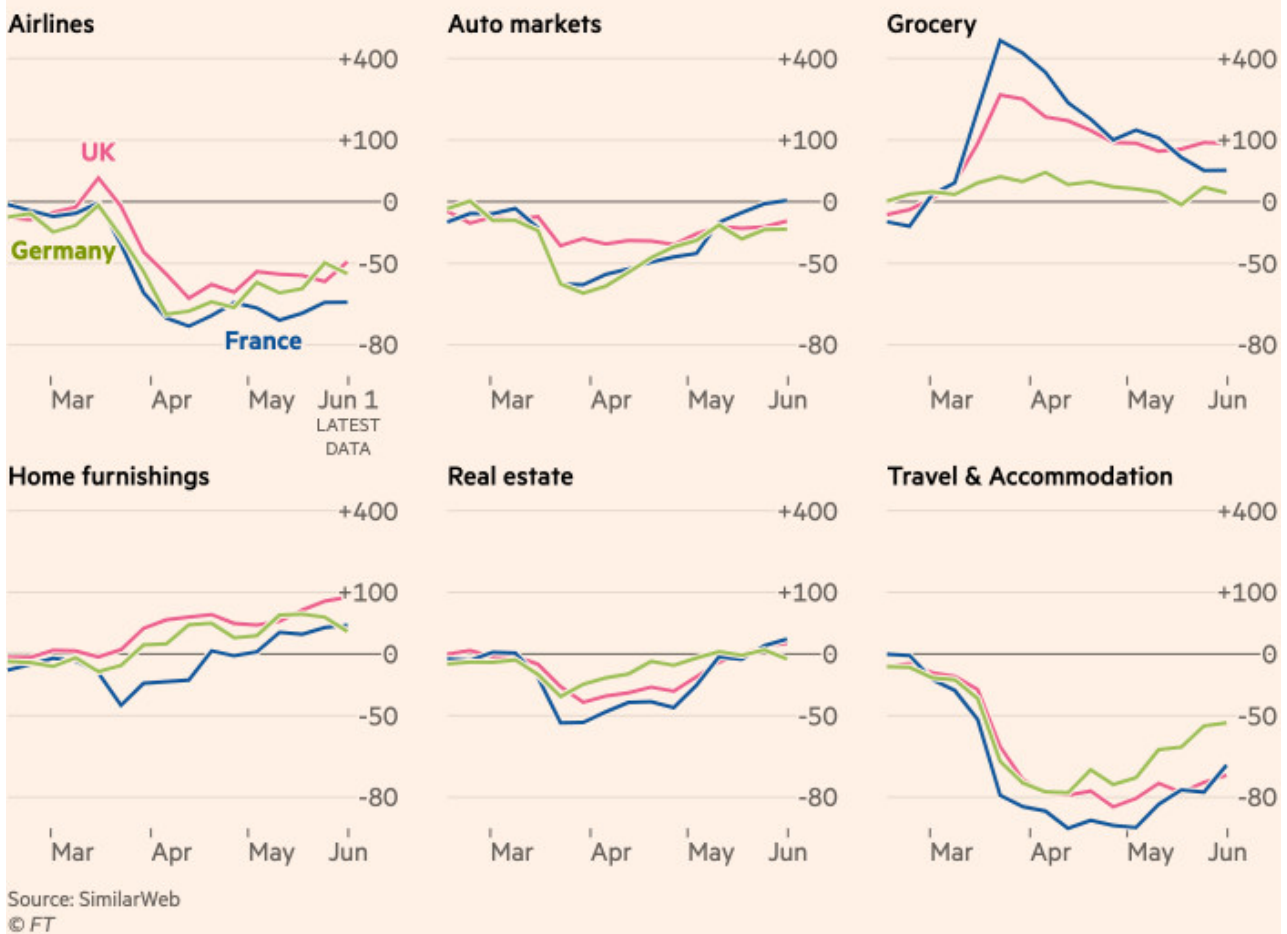 Airlines
+400
+100
0
-50
-80
UK
Germany
France
Mar Apr May Jun 1
LATEST
DATA
Auto markets
+400
+100
0
-50
-80
Mar Apr May Jun
Grocery
+400
+100
0
-50
-80
Mar Apr May Jun
Home furnishings
+400
+100
0
-50
-80
Mar Apr May Jun
Real estate
+400
+100
0
-50
-80
Mar Apr May Jun
Travel & Accommodation
+400
+100
0
-50
-80
Mar Apr May Jun
Source: SimilarWeb
© FT